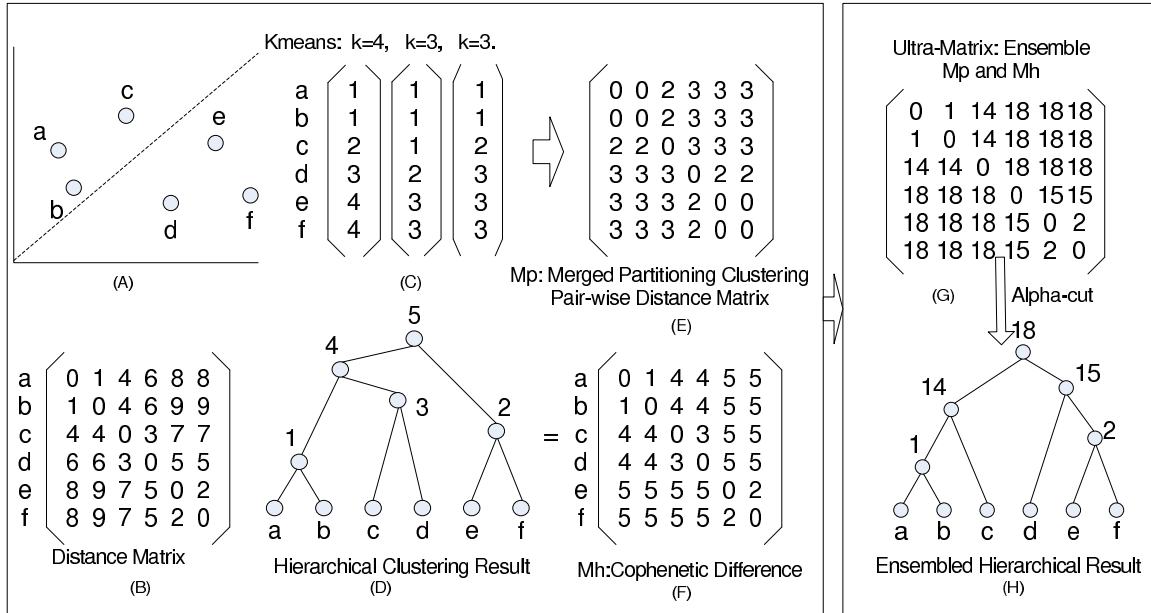 Kmeans: k=4, k=3, k=3.
a
b
c
d
e
f
(A)
a 1 1 1
b 1 1 1
c 2 1 2
d 3 2 3
e 4 3 3
f 4 3 3
(C)
0 0 2 3 3 3
0 0 2 3 3 3
2 2 0 3 3 3
3 3 3 0 2 2
3 3 3 2 0 0
3 3 3 2 0 0
Mp: Merged Partitioning Clustering
Pair-wise Distance Matrix
(E)
a 0 1 4 6 8 8
b 1 0 4 6 9 9
c 4 4 0 3 7 7
d 6 6 3 0 5 5
e 8 9 7 5 0 2
f 8 9 7 5 2 0
Distance Matrix
(B)
5
4
3
2
1
a b c d e f
Hierarchical Clustering Result
(D)
=
a 0 1 4 4 5 5
b 1 0 4 4 5 5
c 4 4 0 3 5 5
d 4 4 3 0 5 5
e 5 5 5 5 0 2
f 5 5 5 5 2 0
Mh:Cophenetic Difference
(F)
Ultra-Matrix: Ensemble
Mp and Mh
0 1 14 18 18 18
1 0 14 18 18 18
14 14 0 18 18 18
18 18 18 0 15 15
18 18 18 15 0 2
18 18 18 15 2 0
(G)
Alpha-cut
18
15
14
2
1
a b c d e f
Ensembled Hierarchical Result
(H)